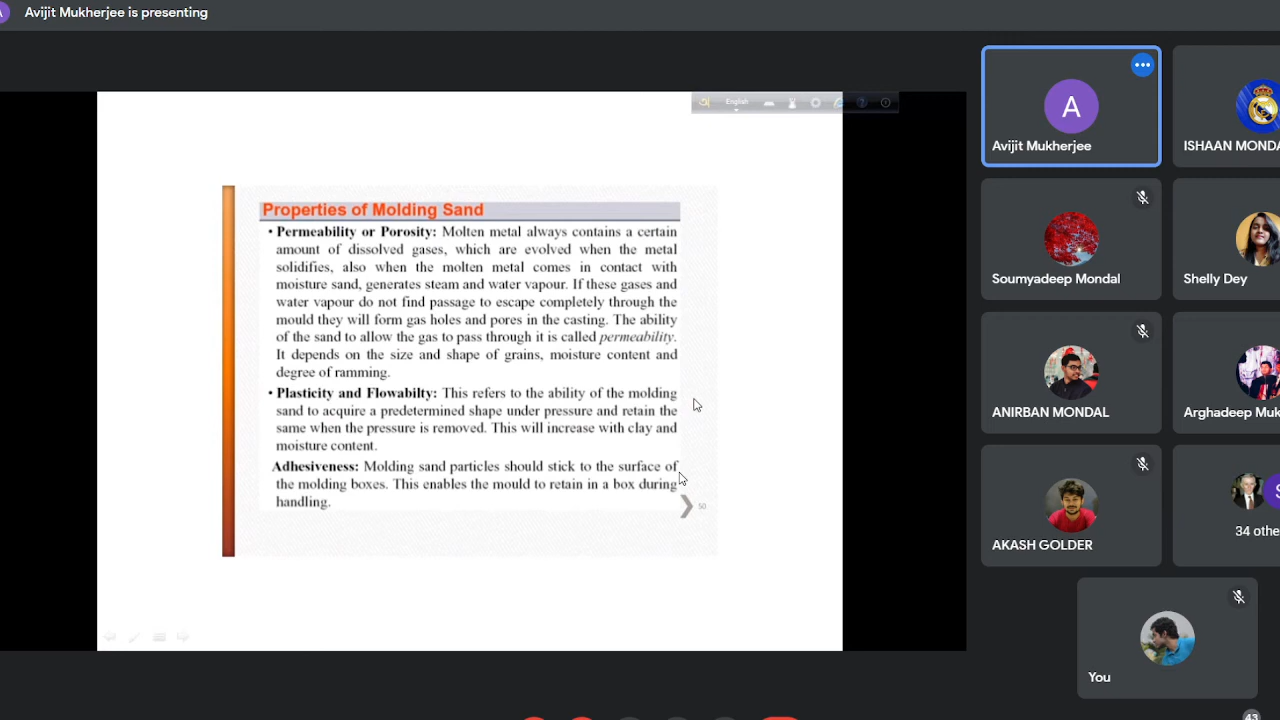 Avijit Mukherjee is presenting
English
Properties of Molding Sand
• Permeability or Porosity: Molten metal always contains a certain
amount of dissolved gases, which are evolved when the metal
solidifies, also when the molten metal comes in contact with
moisture sand, generates steam and water vapour. If these gases and
water vapour do not find passage to escape completely through the
mould they will form gas holes and pores in the casting. The ability
of the sand to allow the gas to pass through it is called permeability.
It depends on the size and shape of grains, moisture content and
degree of ramming.
• Plasticity and Flowabilty: This refers to the ability of the molding
sand to acquire a predetermined shape under pressure and retain the
same when the pressure is removed. This will increase with clay and
moisture content.
Adhesiveness: Molding sand particles should stick to the surface of
the molding boxes. This enables the mould to retain in a box during
handling.
50
A
Avijit Mukherjee
ISHAAN MONDA
Soumyadeep Mondal
Shelly Dey
ANIRBAN MONDAL
Arghadeep Muk
AKASH GOLDER
S
34 othe
You
43